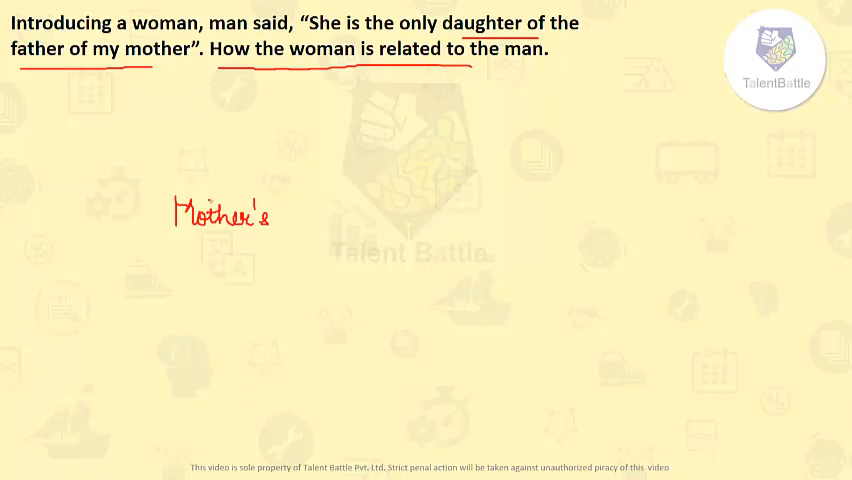 Introducing a woman, man said, “She is the only daughter of the
father of my mother”. How the woman is related to the man.
TalentBattle
Mother's
Talent Battle
This video is sole property of Talent Battle Pvt. Ltd. Strict penal action will be taken against unauthorized piracy of this video